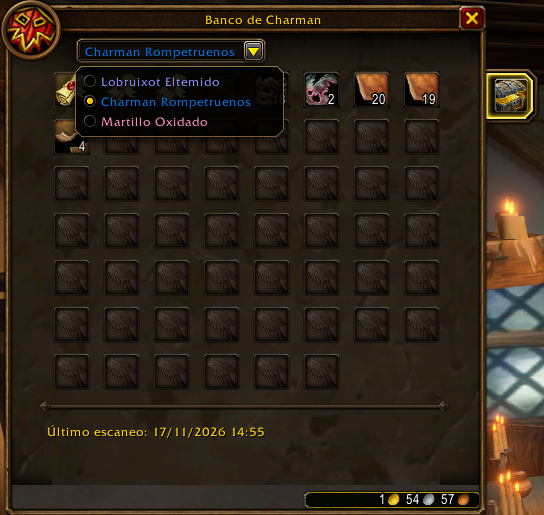 Banco de Charman
Charman Rompetruenos
Lobruixot Eltemido
Charman Rompetruenos
Martillo Oxidado
2
20
19
4
Último escaneo: 17/11/2026 14:55
1 54 57